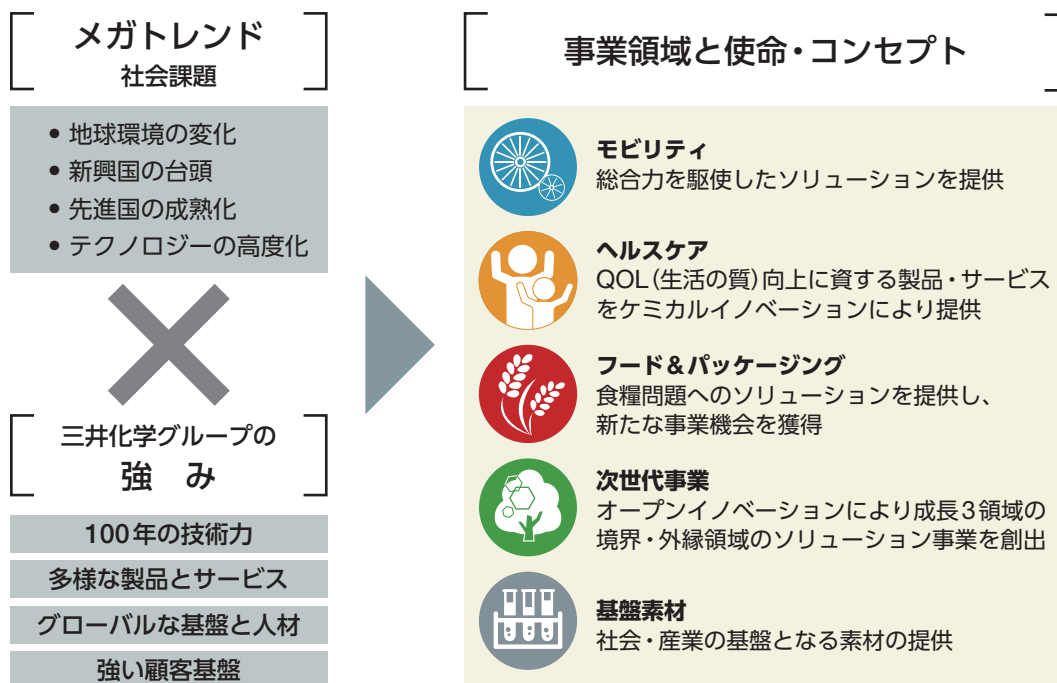 メガトレンド
社会課題
• 地球環境の変化
• 新興国の台頭
• 先進国の成熟化
• テクノロジーの高度化
三井化学グループの
強 み
100年の技術力
多様な製品とサービス
グローバルな基盤と人材
強い顧客基盤
事業領域と使命・コンセプト
モビリティ
総合力を駆使したソリューションを提供
ヘルスケア
QOL(生活の質)向上に資する製品・サービス
をケミカルイノベーションにより提供
フード&パッケージング
食糧問題へのソリューションを提供し、
新たな事業機会を獲得
次世代事業
オープンイノベーションにより成長3領域の
境界・外縁領域のソリューション事業を創出
基盤素材
社会・産業の基盤となる素材の提供